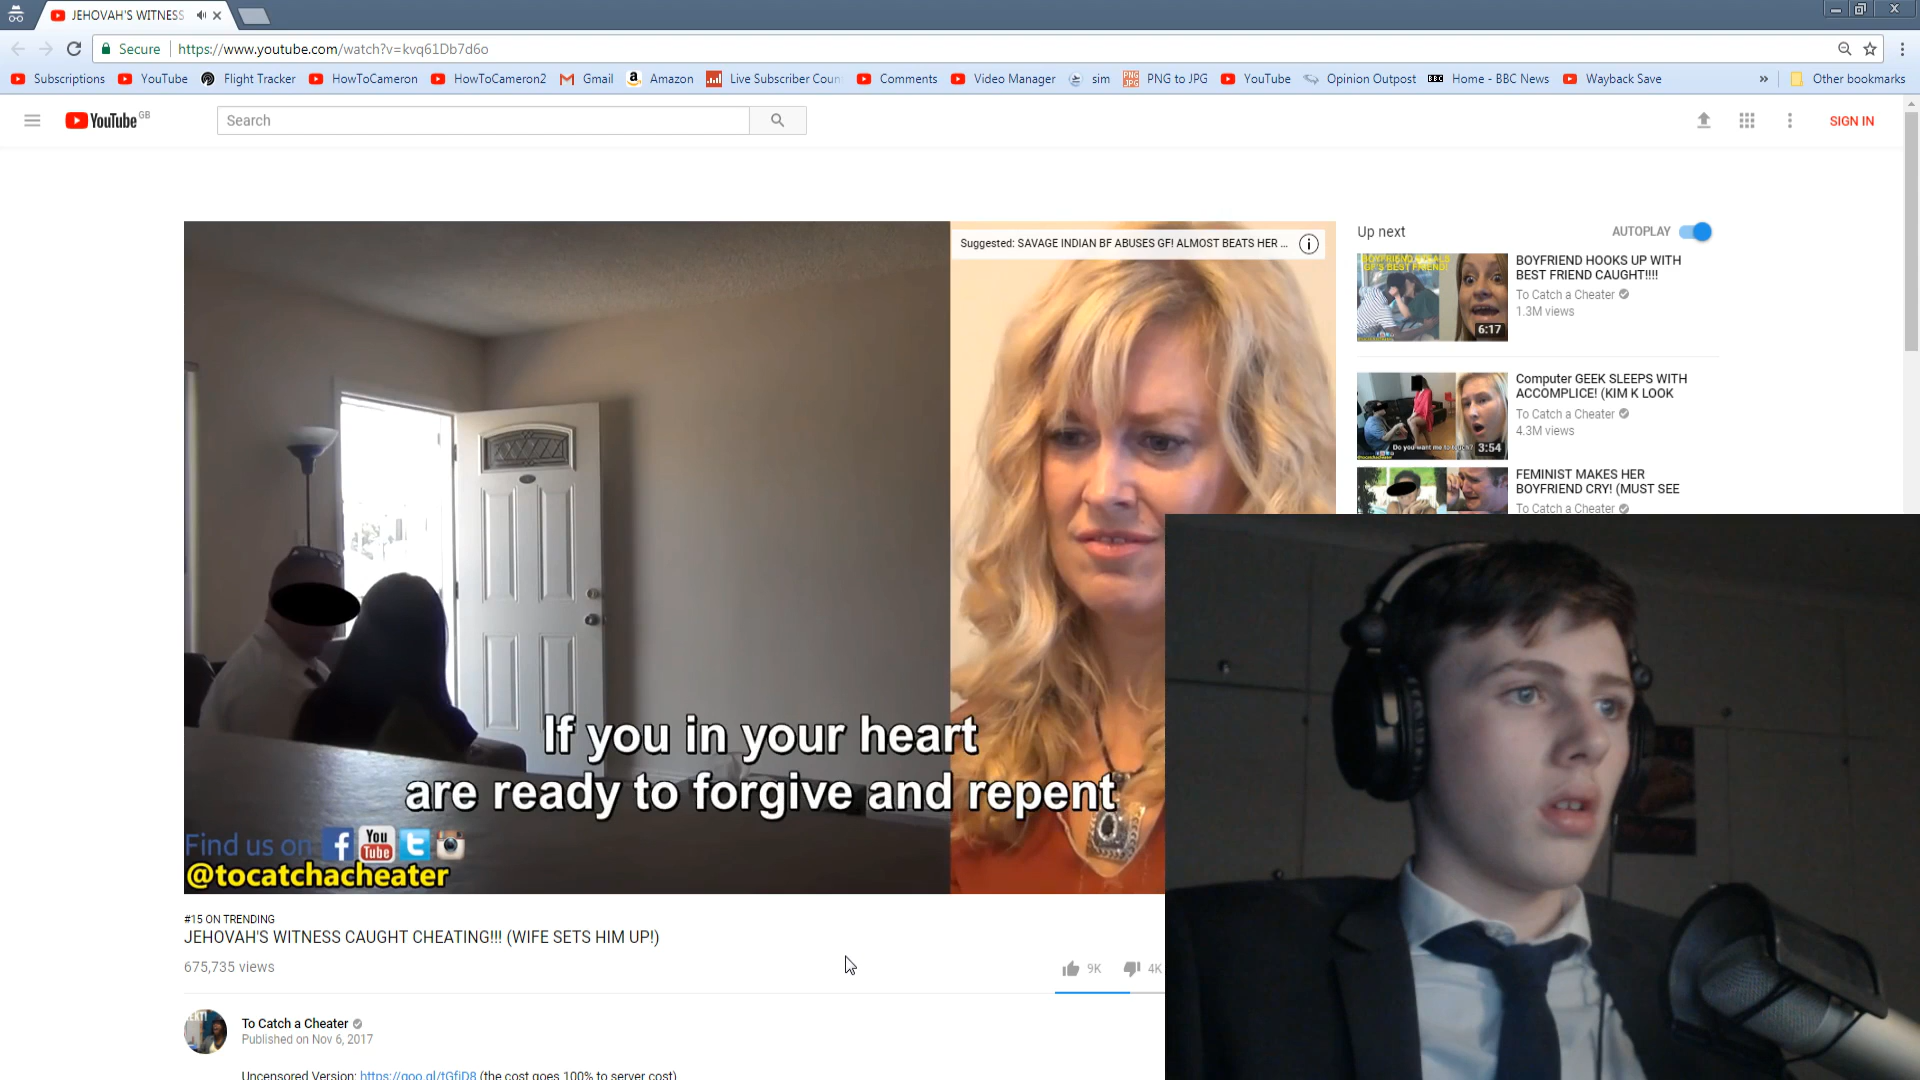 JEHOVAH'S WITNESS
Secure
https://www.youtube.com/watch?v=kvq61Db7d6o
Subscriptions
YouTube
Flight Tracker
HowToCameron
HowToCameron2
Gmail
Amazon
Live Subscriber Coun
Comments
Video Manager
sim
PNG to JPG
YouTube
Opinion Outpost
BBC
Home - BBC News
Wayback Save
»
Other bookmarks
YouTube GB
Search
SIGN IN
Suggested: SAVAGE INDIAN BF ABUSES GF! ALMOST BEATS HER ...
If you in your heart
are ready to forgive and repent
Find us on f You Tube
@tocatchacheater
#15 ON TRENDING
JEHOVAH'S WITNESS CAUGHT CHEATING!!! (WIFE SETS HIM UP!)
675,735 views
9K
4K
To Catch a Cheater
Published on Nov 6, 2017
Uncensored Version: https://goo.gl/tGfiD8 (the cost goes 100% to server cost)
Up next
AUTOPLAY
BOYFRIEND HOOKS UP WITH
BEST FRIEND CAUGHT!!!!
To Catch a Cheater
1.3M views
6:17
Computer GEEK SLEEPS WITH
ACCOMPLICE! (KIM K LOOK
To Catch a Cheater
4.3M views
3:54
FEMINIST MAKES HER
BOYFRIEND CRY! (MUST SEE
To Catch a Cheater